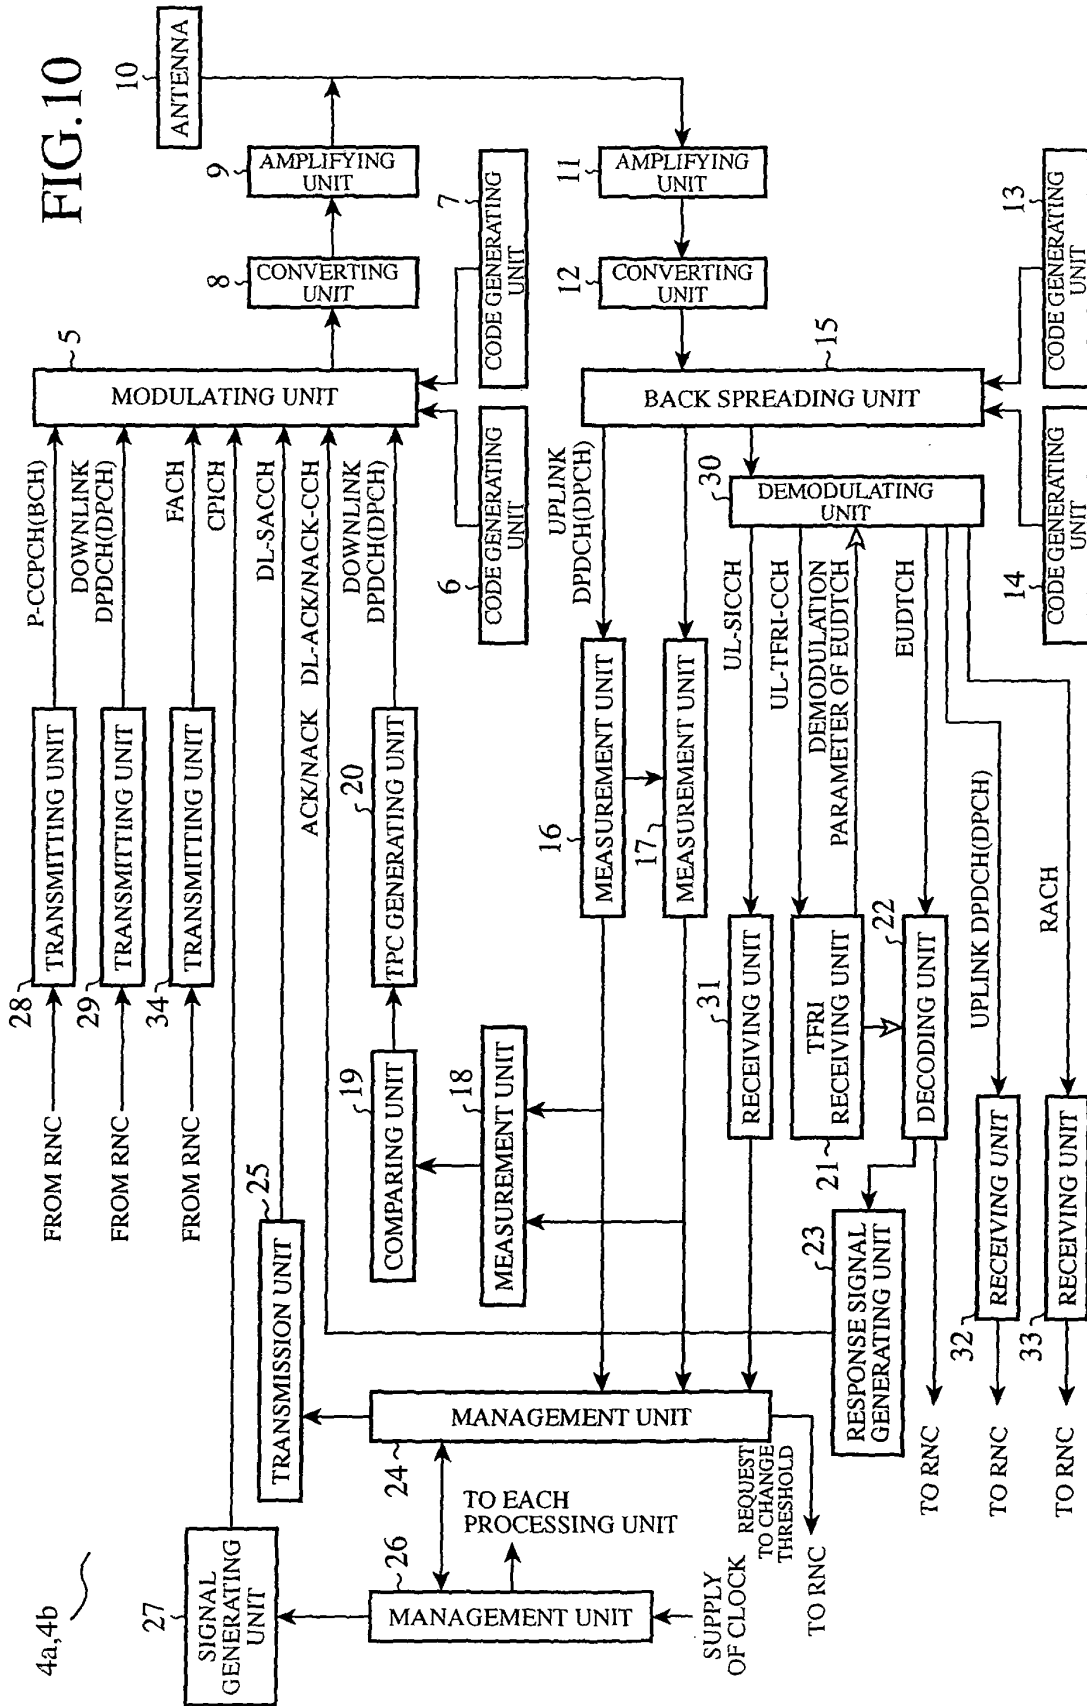 FIG.10
4a,4b
10
ANTENNA
9
AMPLIFYING
UNIT
8
CONVERTING
UNIT
7
CODE GENERATING
UNIT
6
CODE GENERATING
UNIT
5
MODULATING UNIT
11
AMPLIFYING
UNIT
12
CONVERTING
UNIT
15
BACK SPREADING UNIT
13
CODE GENERATING
UNIT
14
CODE GENERATING
UNIT
P-CCPCH(BCH)
DOWNLINK
DPDCH(DPCH)
FACH
CPICH
DL-SACCH
ACK/NACK DL-ACK/NACK-CCH
DOWNLINK
DPDCH(DPCH)
FROM RNC
28
TRANSMITTING UNIT
FROM RNC
29
TRANSMITTING UNIT
FROM RNC
34
TRANSMITTING UNIT
20
TPC GENERATING UNIT
19
COMPARING UNIT
18
MEASUREMENT UNIT
25
TRANSMISSION UNIT
27
SIGNAL
GENERATING
UNIT
UPLINK
DPDCH(DPCH)
16
MEASUREMENT UNIT
17
MEASUREMENT UNIT
30
DEMODULATING
UNIT
UL-SICCH
UL-TFRI-CCH
DEMODULATION
PARAMETER OF EUDTCH
EUDTCH
UPLINK DPDCH(DPCH)
RACH
31
RECEIVING UNIT
TFRI
RECEIVING UNIT
21
22
DECODING UNIT
23
RESPONSE SIGNAL
GENERATING UNIT
32
RECEIVING UNIT
33
RECEIVING UNIT
TO RNC
TO RNC
TO RNC
24
MANAGEMENT UNIT
REQUEST
TO CHANGE
THRESHOLD
TO RNC
26
MANAGEMENT UNIT
TO EACH
PROCESSING UNIT
SUPPLY
OF CLOCK